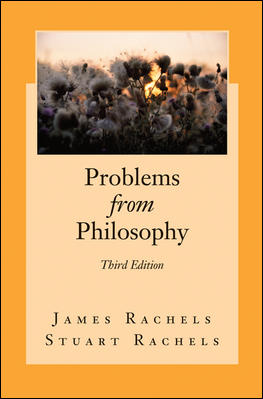 Problems
from
Philosophy
Third Edition
JAMES RACHELS
STUART RACHELS